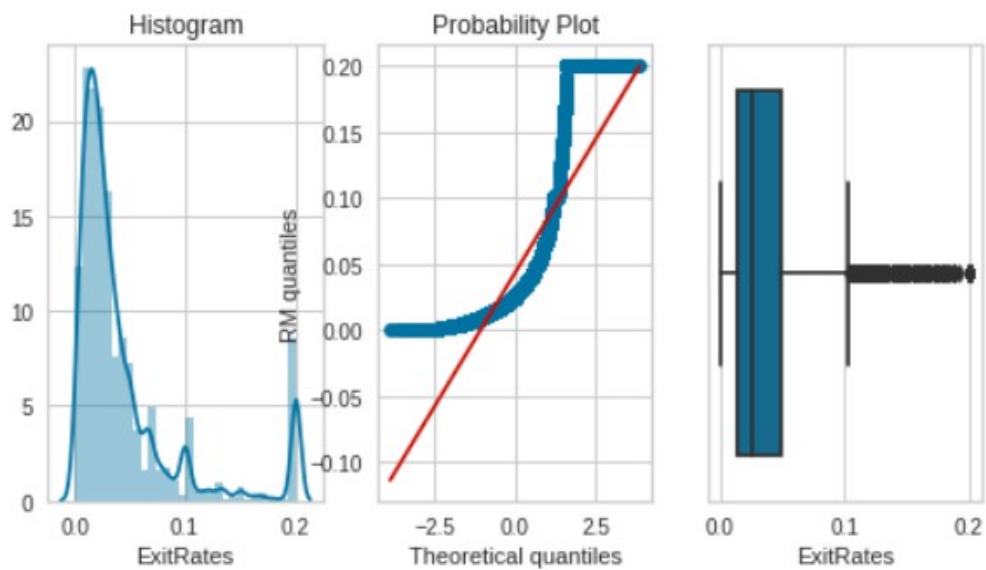 Histogram
20
15
10
5
0
0.0 0.1 0.2
ExitRates
Probability Plot
RM quantiles
0.20
0.15
0.10
0.05
0.00
−0.05
−0.10
−2.5 0.0 2.5
Theoretical quantiles
0.0 0.1 0.2
ExitRates